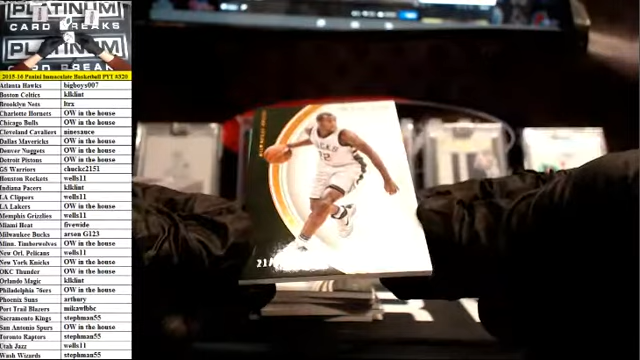 PLATINUM
CARD BREAKS
PLATINUM
CARD BREAK
2015-16 Panini Immaculate Basketball PYT #320
Atlanta Hawks bigboys007
Boston Celtics klklint
Brooklyn Nets ltrx
Charlotte Hornets OW in the house
Chicago Bulls OW in the house
Cleveland Cavaliers ninesauce
Dallas Mavericks OW in the house
Denver Nuggets OW in the house
Detroit Pistons OW in the house
GS Warriors chuckc2151
Houston Rockets wells11
Indiana Pacers klklint
LA Clippers wells11
LA Lakers OW in the house
Memphis Grizzlies wells11
Miami Heat fivewide
Milwaukee Bucks arson G123
Minn. Timberwolves OW in the house
New Orl. Pelicans wells11
New York Knicks OW in the house
OKC Thunder OW in the house
Orlando Magic klklint
Philadelphia 76ers OW in the house
Phoenix Suns arthury
Port Trail Blazers mikawfbbc
Sacramento Kings stephman55
San Antonio Spurs OW in the house
Toronto Raptors stephman55
Utah Jazz wells11
Wash Wizards stephman55